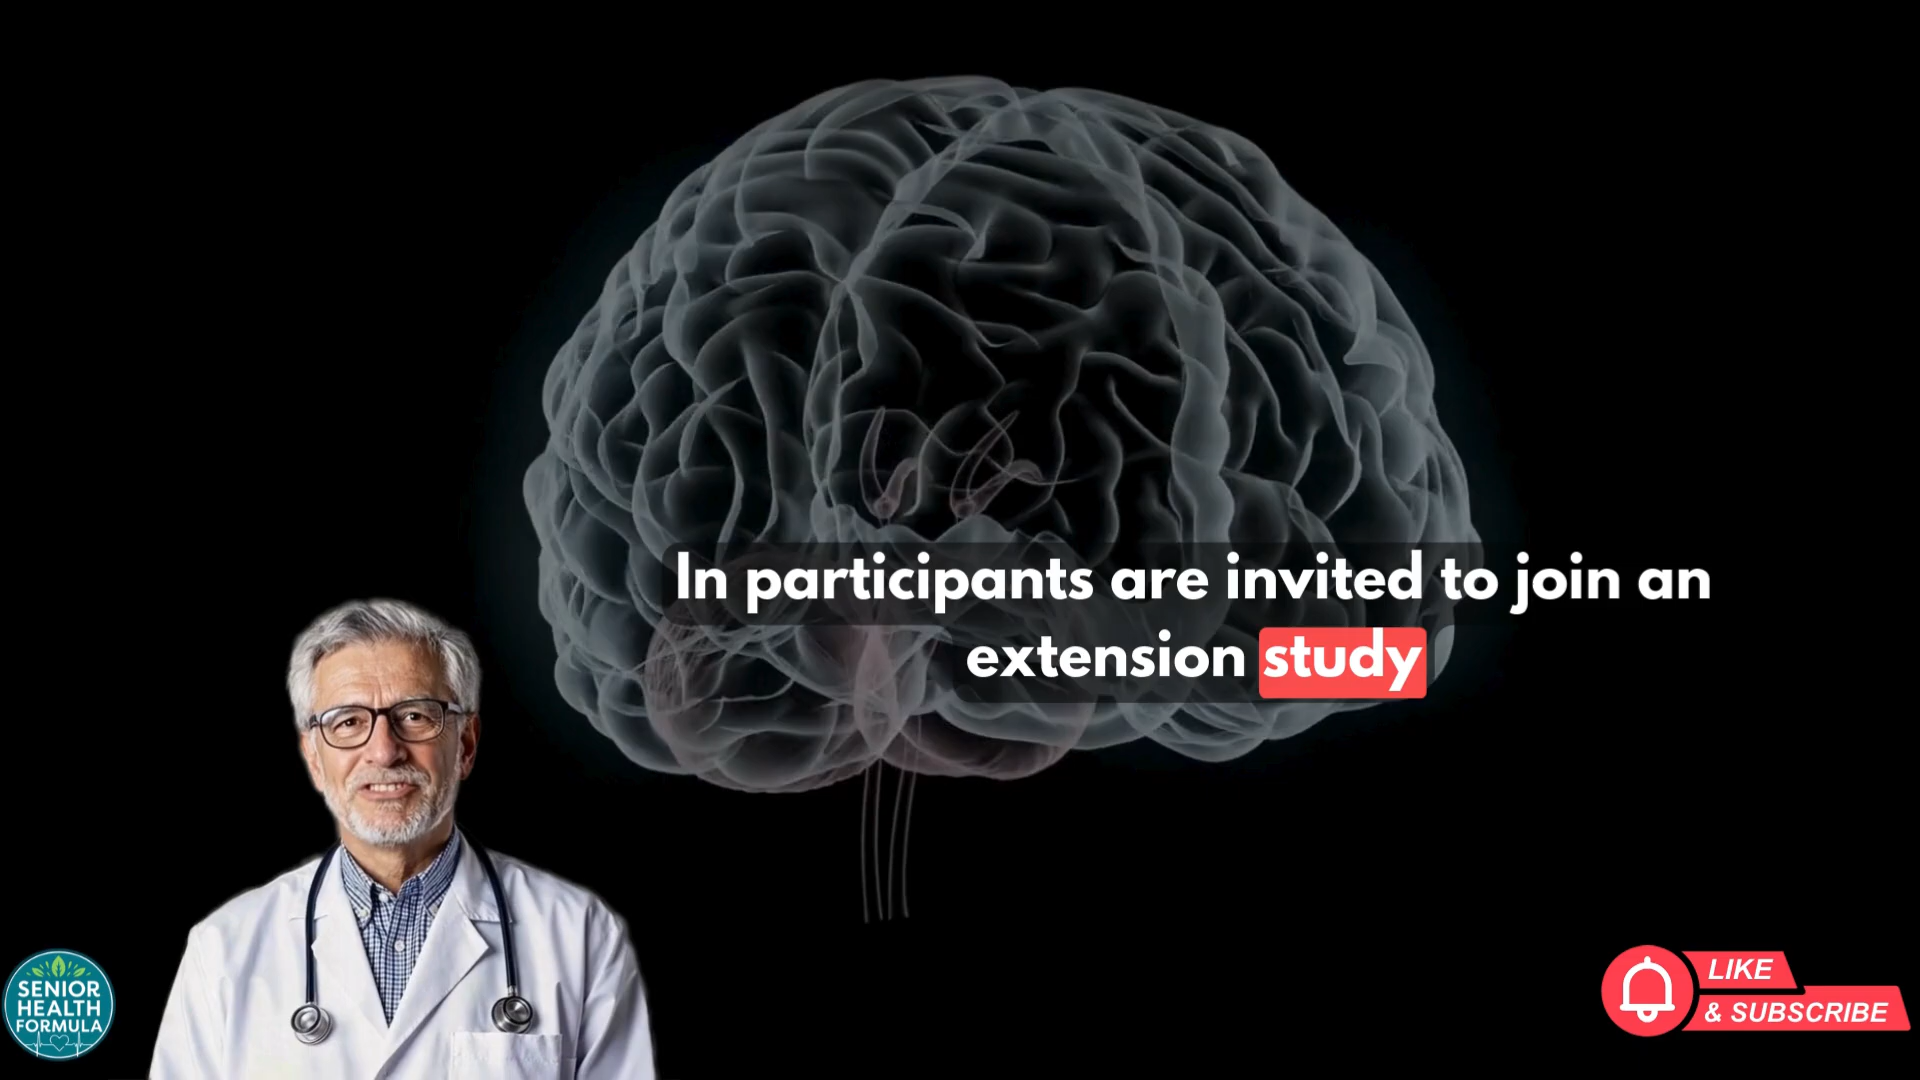 In participants are invited to join an
extension study
SENIOR
HEALTH
FORMULA
LIKE
& SUBSCRIBE